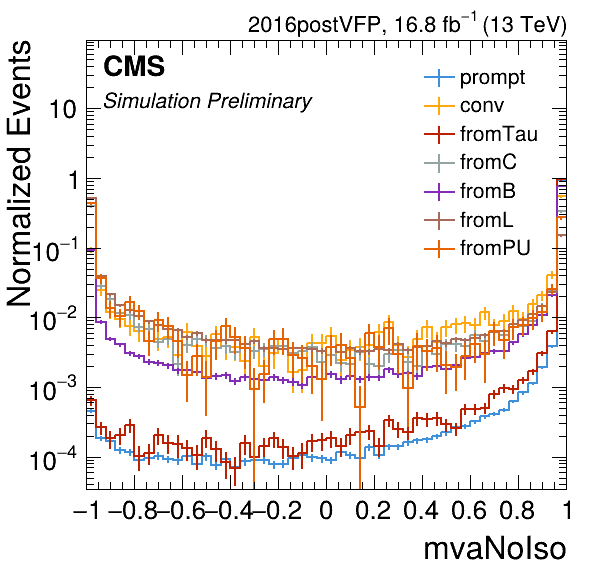 2016postVFP, 16.8 fb⁻¹ (13 TeV)
Normalized Events
CMS
Simulation Preliminary
prompt
conv
fromTau
fromC
fromB
fromL
fromPU
10
1
10⁻¹
10⁻²
10⁻³
10⁻⁴
−1 −0.8 −0.6 −0.4 −0.2 0 0.2 0.4 0.6 0.8 1
mvaNoIso